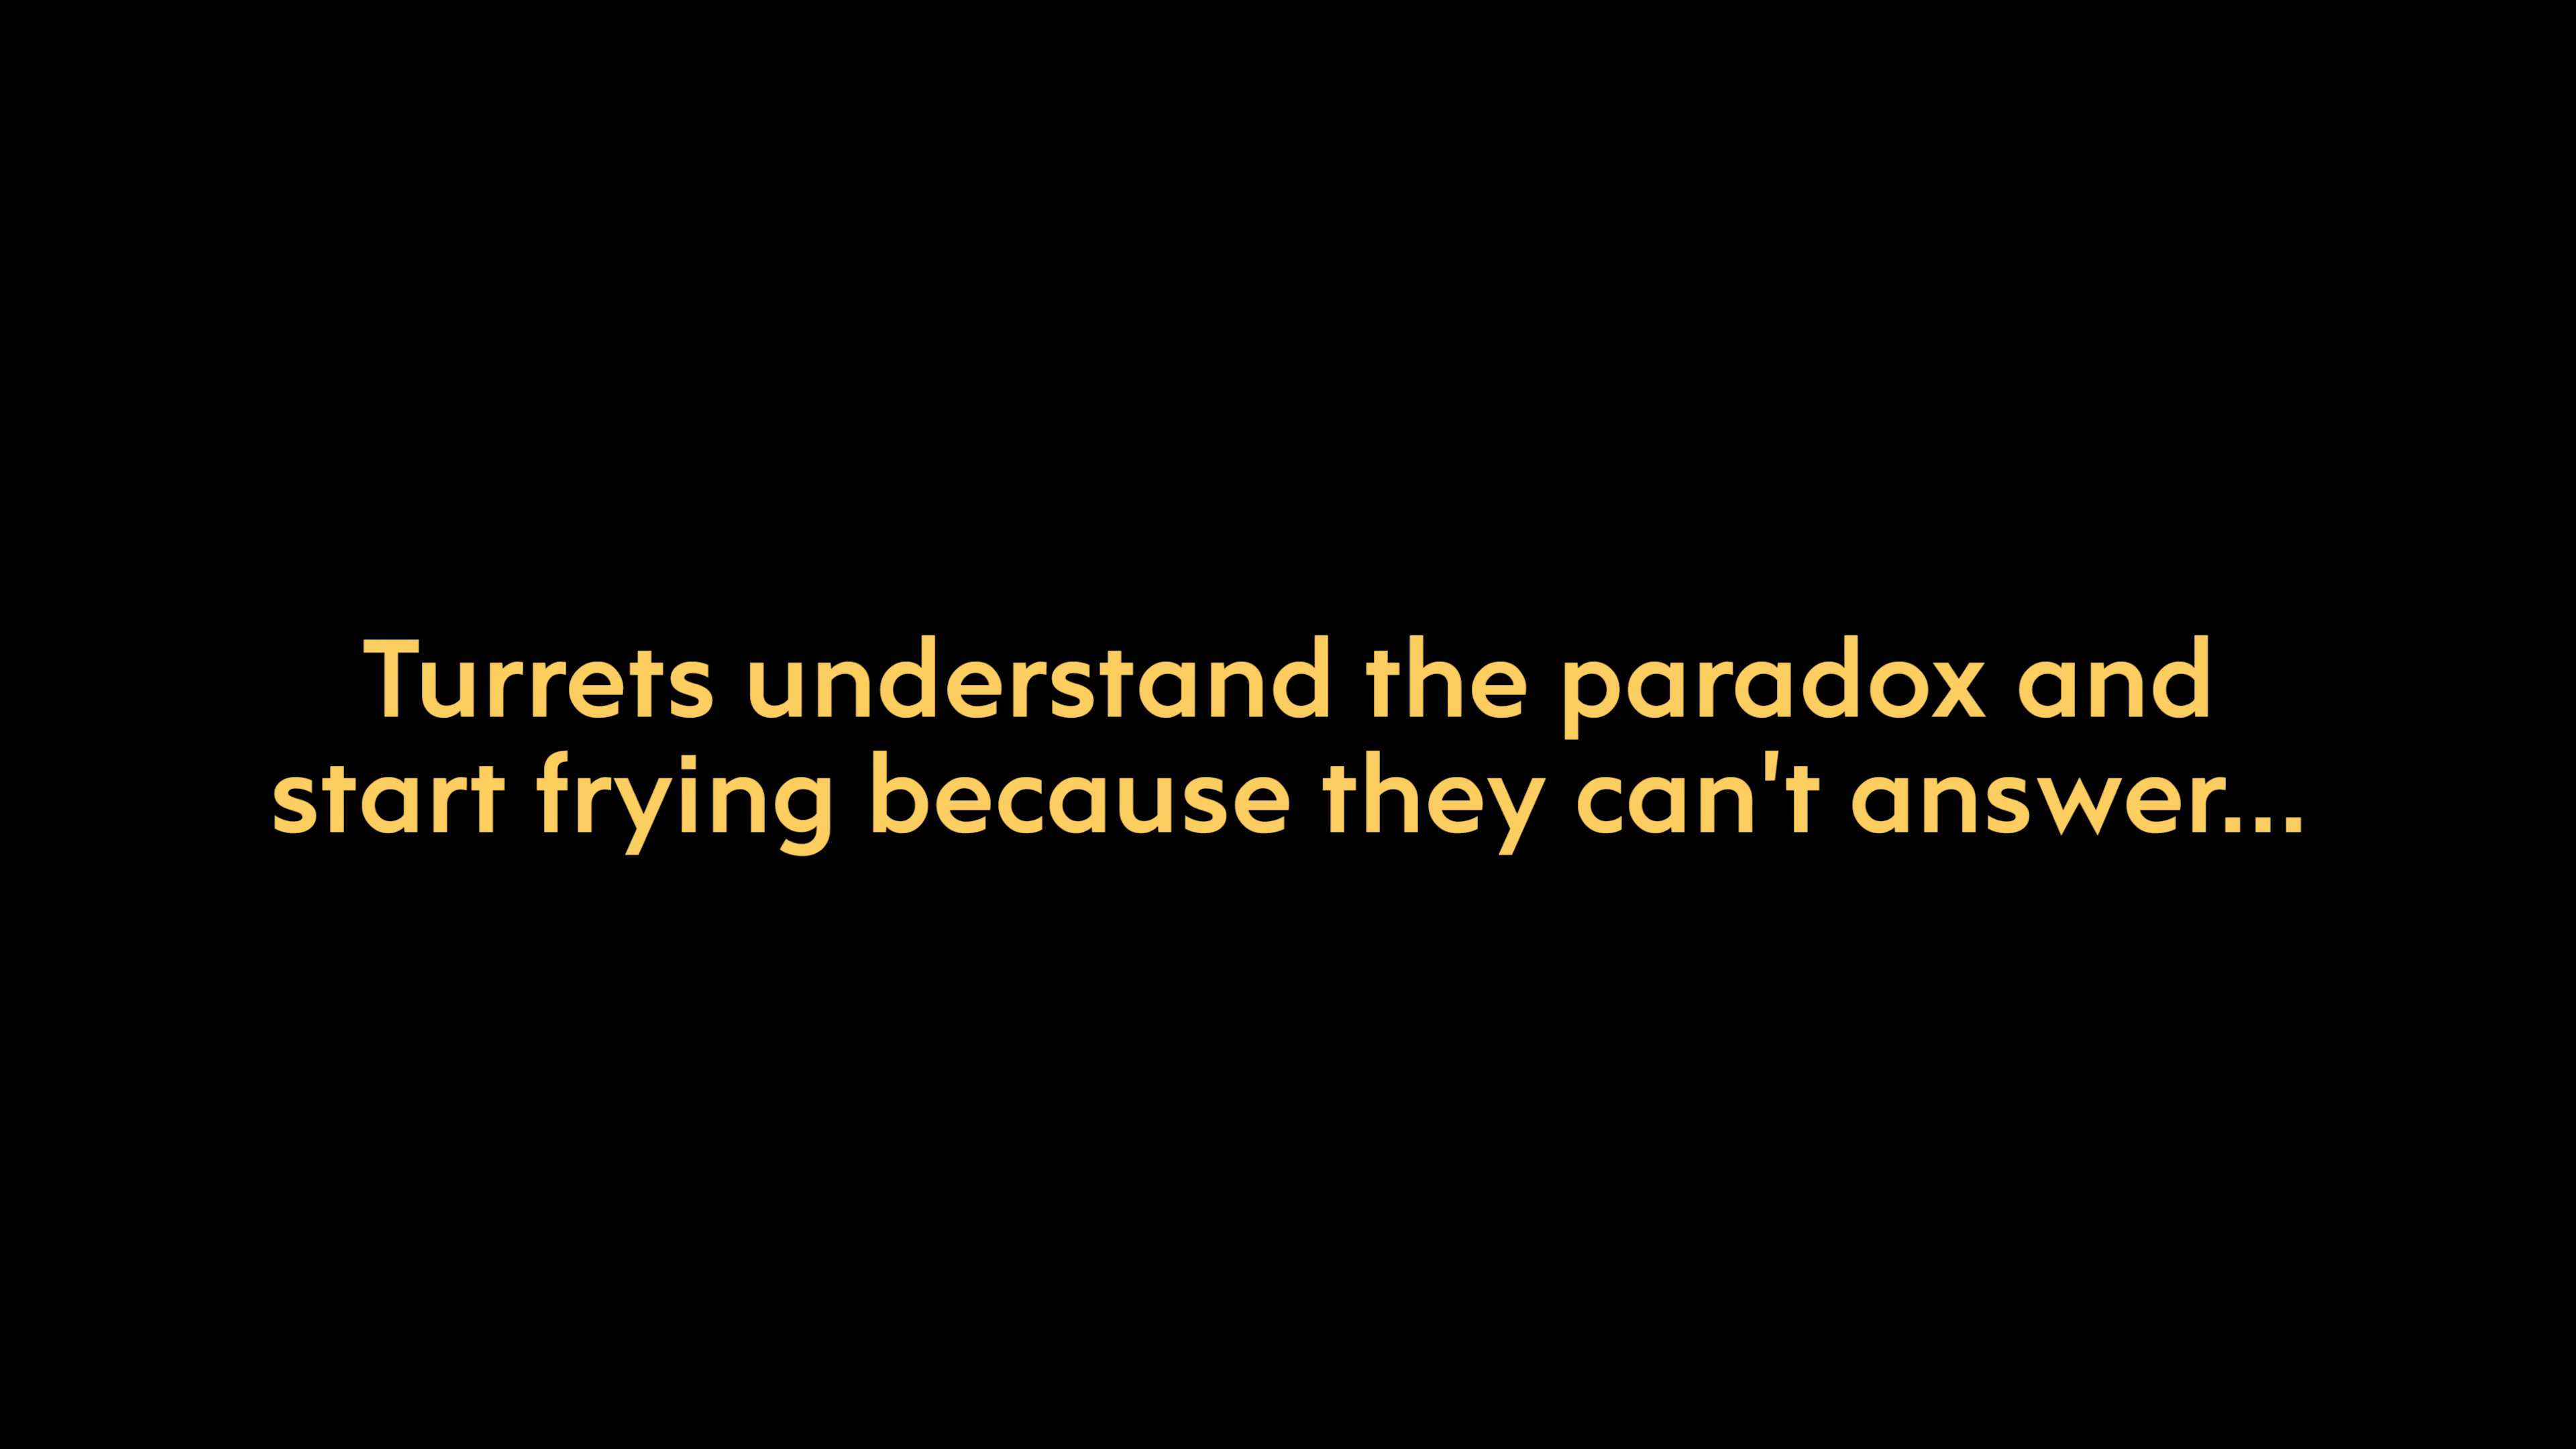 Turrets understand the paradox and
start frying because they can't answer...